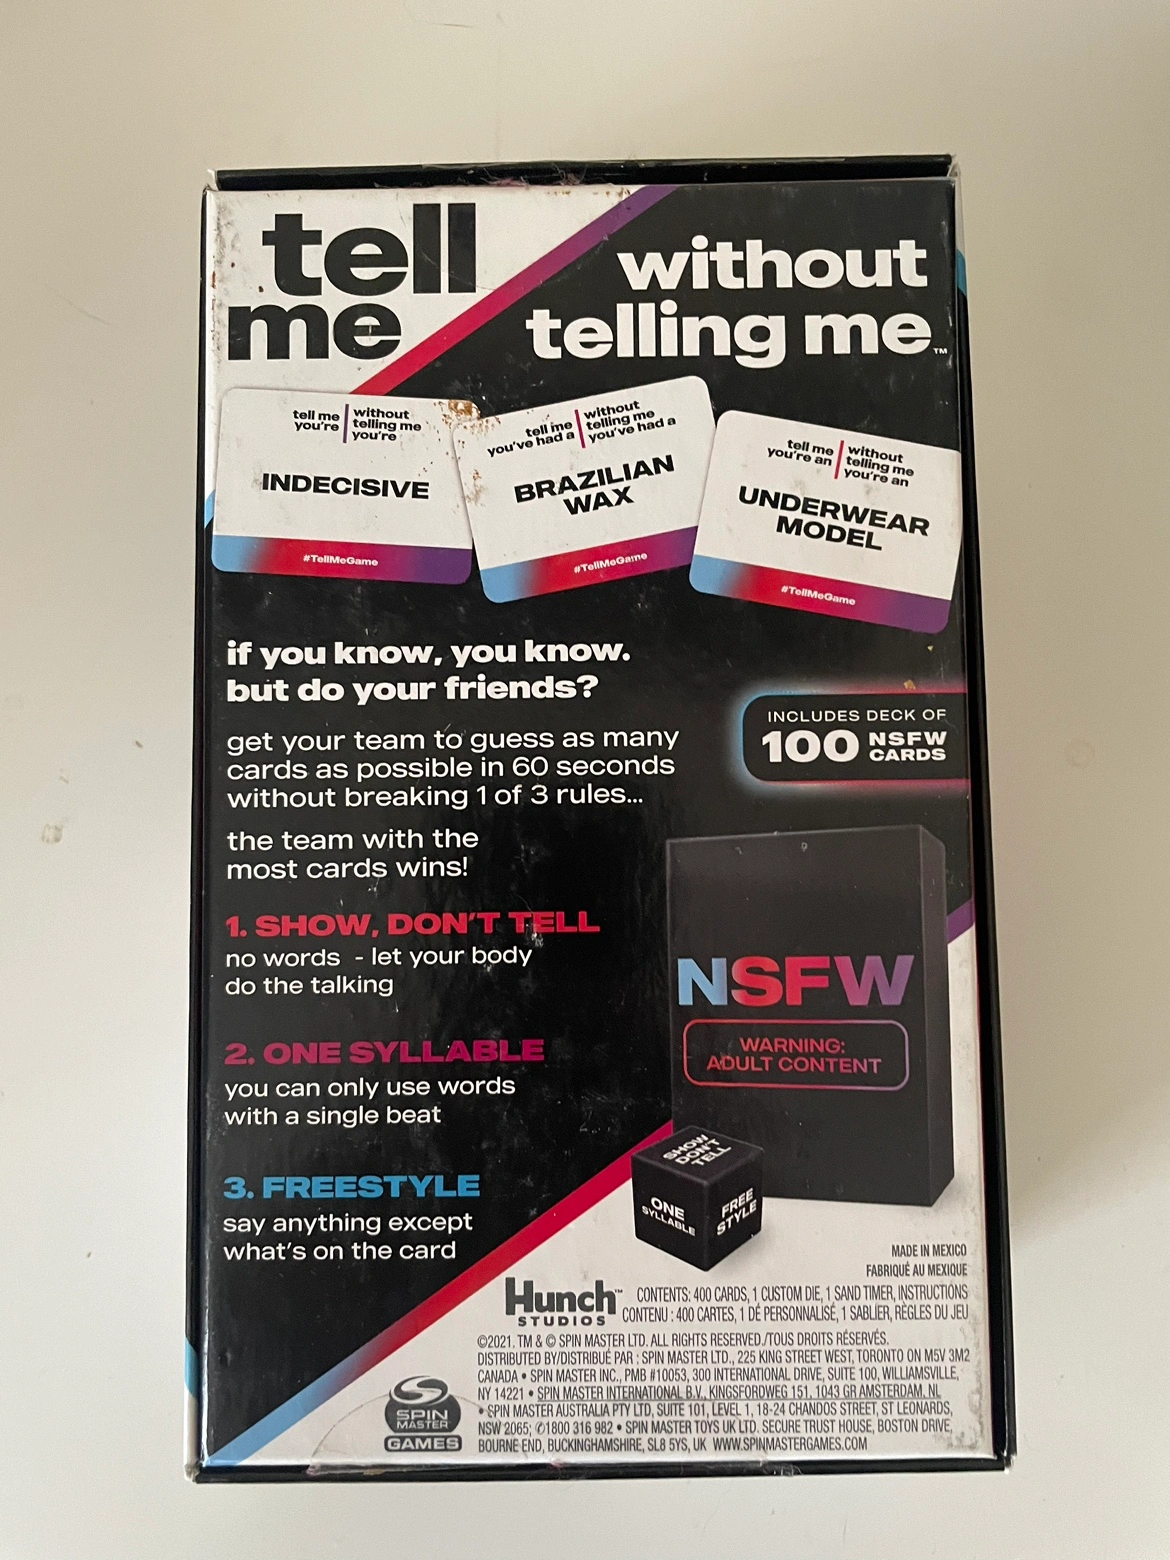 tell
me
without
telling me™
tell me | without
you're | telling me
you're
INDECISIVE
#TellMeGame
tell me | without
you've had a | telling me
you've had a
BRAZILIAN
WAX
#TellMeGame
tell me | without
you're an | telling me
you're an
UNDERWEAR
MODEL
#TellMeGame
if you know, you know.
but do your friends?
get your team to guess as many
cards as possible in 60 seconds
without breaking 1 of 3 rules...
the team with the
most cards wins!
INCLUDES DECK OF
100 NSFW
CARDS
1. SHOW, DON'T TELL
no words - let your body
do the talking
2. ONE SYLLABLE
you can only use words
with a single beat
3. FREESTYLE
say anything except
what's on the card
NSFW
WARNING:
ADULT CONTENT
SHOW
DON'T
TELL
ONE
SYLLABLE
FREE
STYLE
MADE IN MEXICO
FABRIQUÉ AU MEXIQUE
Hunch™
STUDIOS
CONTENTS: 400 CARDS, 1 CUSTOM DIE, 1 SAND TIMER, INSTRUCTIONS
CONTENU : 400 CARTES, 1 DÉ PERSONNALISÉ, 1 SABLIER, RÈGLES DU JEU
©2021. TM & © SPIN MASTER LTD. ALL RIGHTS RESERVED./TOUS DROITS RÉSERVÉS.
DISTRIBUTED BY/DISTRIBUÉ PAR : SPIN MASTER LTD., 225 KING STREET WEST, TORONTO ON M5V 3M2
CANADA • SPIN MASTER INC., PMB #10053, 300 INTERNATIONAL DRIVE, SUITE 100, WILLIAMSVILLE,
NY 14221 • SPIN MASTER INTERNATIONAL B.V., KINGSFORDWEG 151, 1043 GR AMSTERDAM, NL
• SPIN MASTER AUSTRALIA PTY LTD, SUITE 101, LEVEL 1, 18-24 CHANDOS STREET, ST LEONARDS,
NSW 2065; ✆1800 316 982 • SPIN MASTER TOYS UK LTD. SECURE TRUST HOUSE, BOSTON DRIVE,
BOURNE END, BUCKINGHAMSHIRE, SL8 5YS, UK WWW.SPINMASTERGAMES.COM
SPIN
MASTER
GAMES